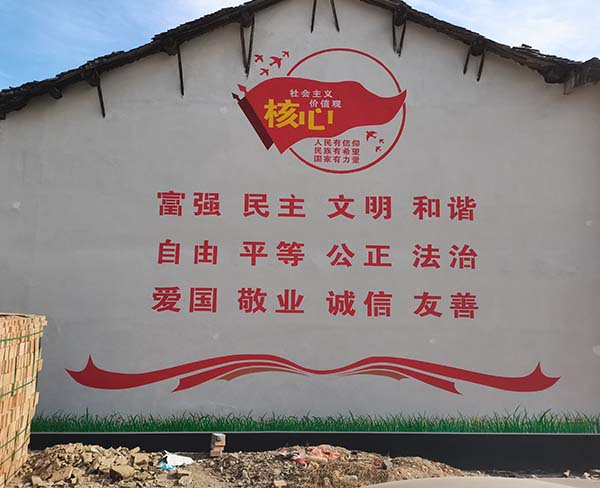 社会主义
价值观
核心
人民有信仰
民族有希望
国家有力量
富强 民主 文明 和谐
自由 平等 公正 法治
爱国 敬业 诚信 友善